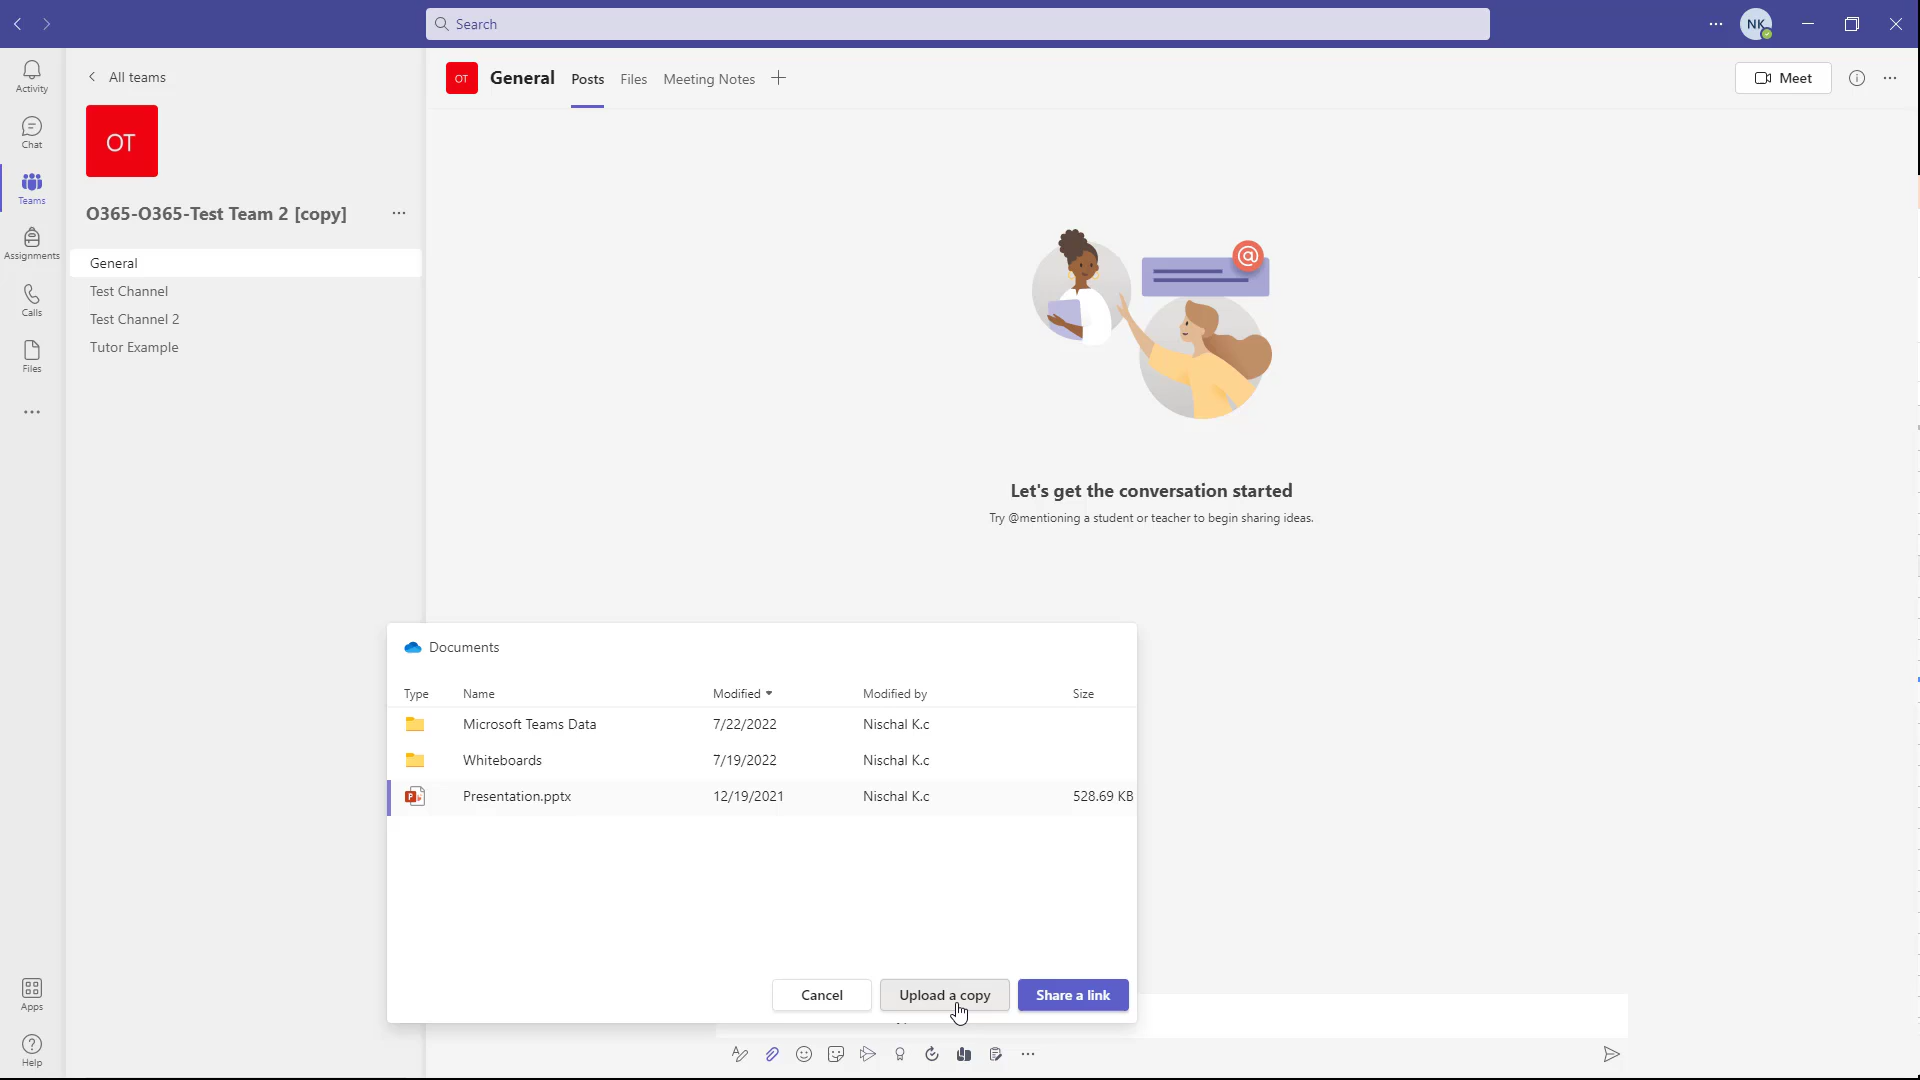 Search
NK
Activity
Chat
Teams
Assignments
Calls
Files
Apps
Help
All teams
OT
O365-O365-Test Team 2 [copy]
General
Test Channel
Test Channel 2
Tutor Example
OT
General
Posts
Files
Meeting Notes
Meet
@
Let's get the conversation started
Try @mentioning a student or teacher to begin sharing ideas.
Documents
Type Name Modified Modified by Size
Microsoft Teams Data 7/22/2022 Nischal K.c
Whiteboards 7/19/2022 Nischal K.c
Presentation.pptx 12/19/2021 Nischal K.c 528.69 KB
Cancel
Upload a copy
Share a link